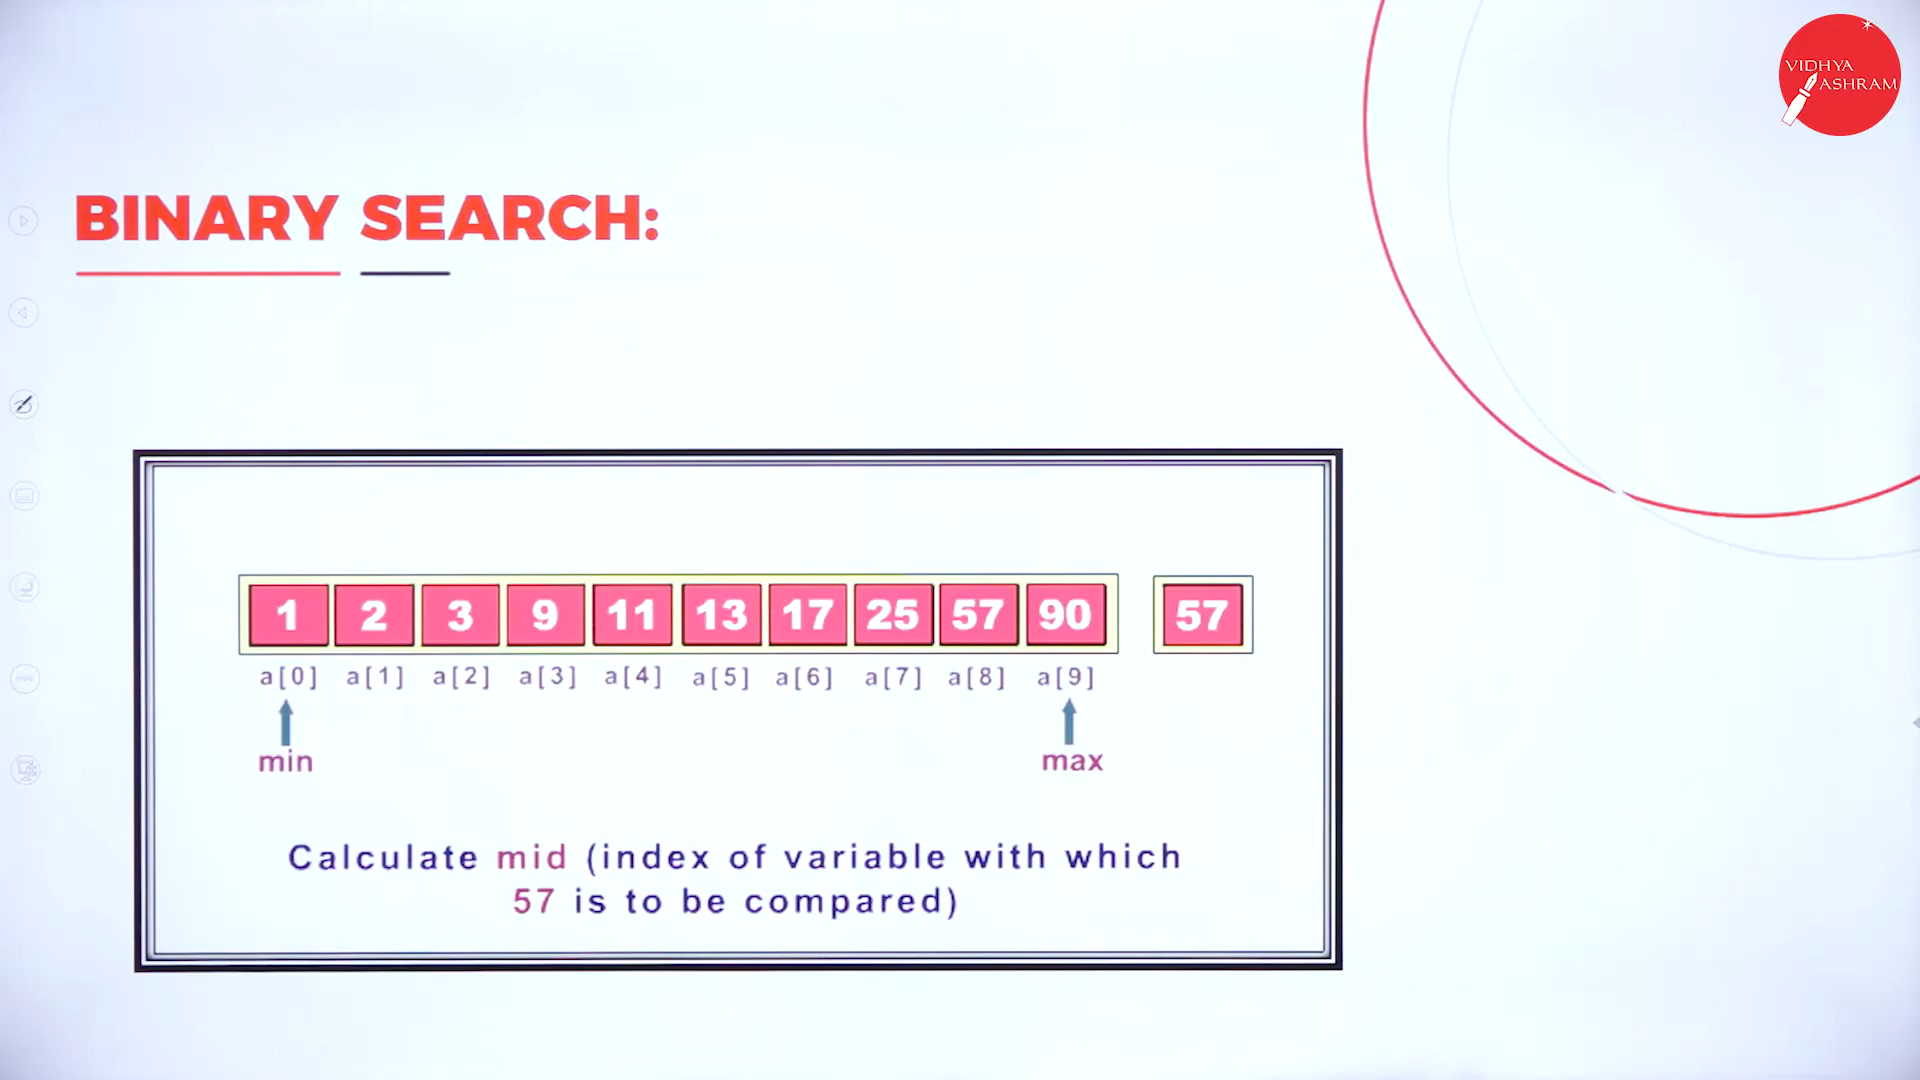 VIDHYA
ASHRAM
BINARY SEARCH:
1 2 3 9 11 13 17 25 57 90 57
a[0] a[1] a[2] a[3] a[4] a[5] a[6] a[7] a[8] a[9]
min max
Calculate mid (index of variable with which
57 is to be compared)